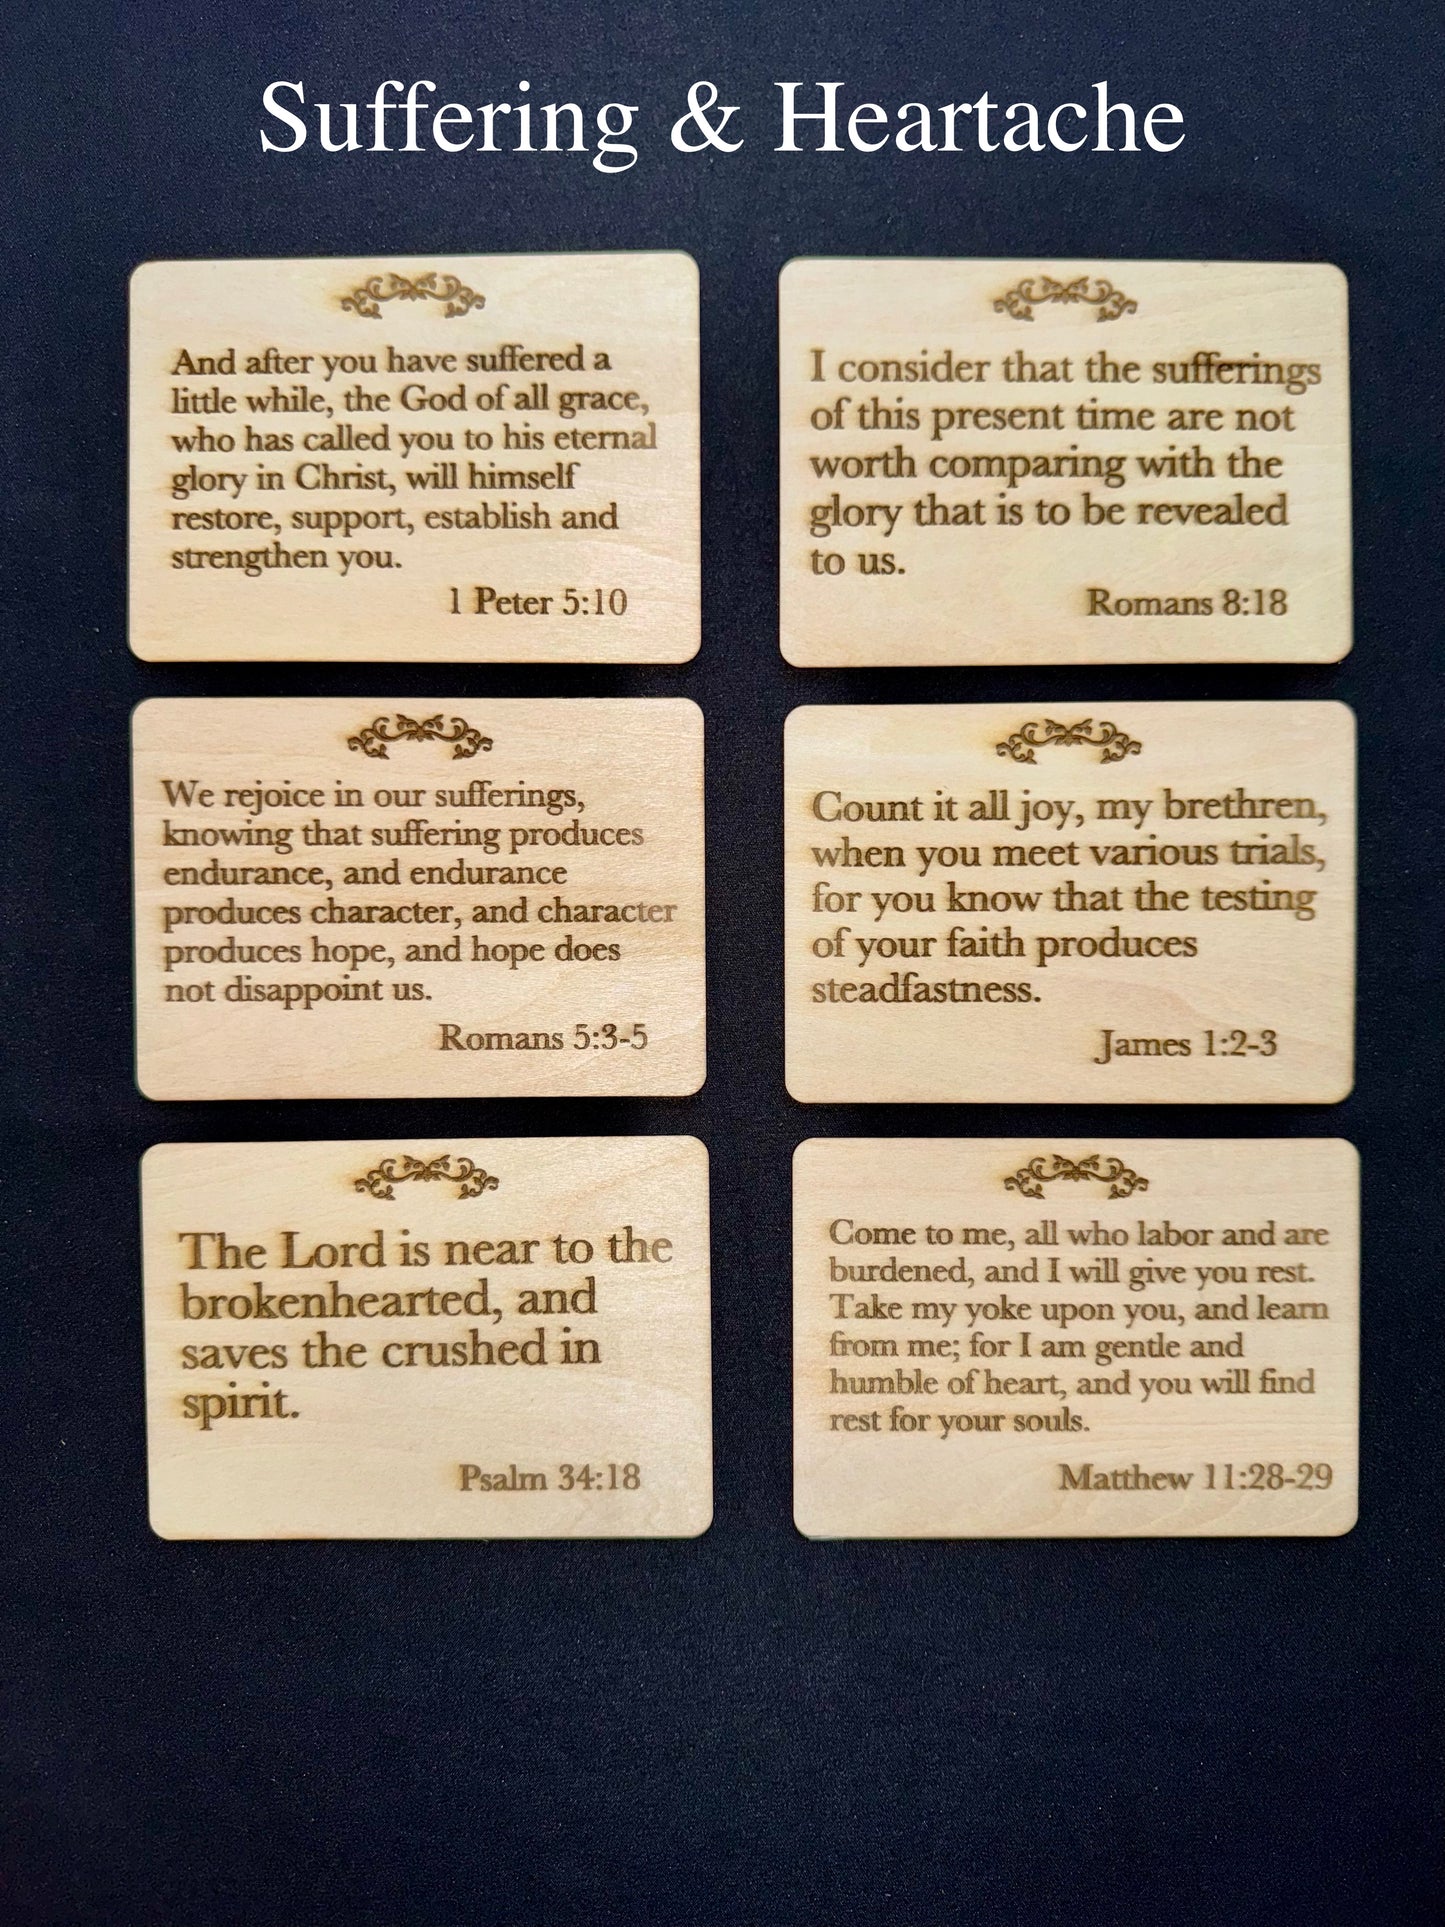 Suffering & Heartache
And after you have suffered a
little while, the God of all grace,
who has called you to his eternal
glory in Christ, will himself
restore, support, establish and
strengthen you.
1 Peter 5:10
I consider that the sufferings
of this present time are not
worth comparing with the
glory that is to be revealed
to us.
Romans 8:18
We rejoice in our sufferings,
knowing that suffering produces
endurance, and endurance
produces character, and character
produces hope, and hope does
not disappoint us.
Romans 5:3-5
Count it all joy, my brethren,
when you meet various trials,
for you know that the testing
of your faith produces
steadfastness.
James 1:2-3
The Lord is near to the
brokenhearted, and
saves the crushed in
spirit.
Psalm 34:18
Come to me, all who labor and are
burdened, and I will give you rest.
Take my yoke upon you, and learn
from me; for I am gentle and
humble of heart, and you will find
rest for your souls.
Matthew 11:28-29